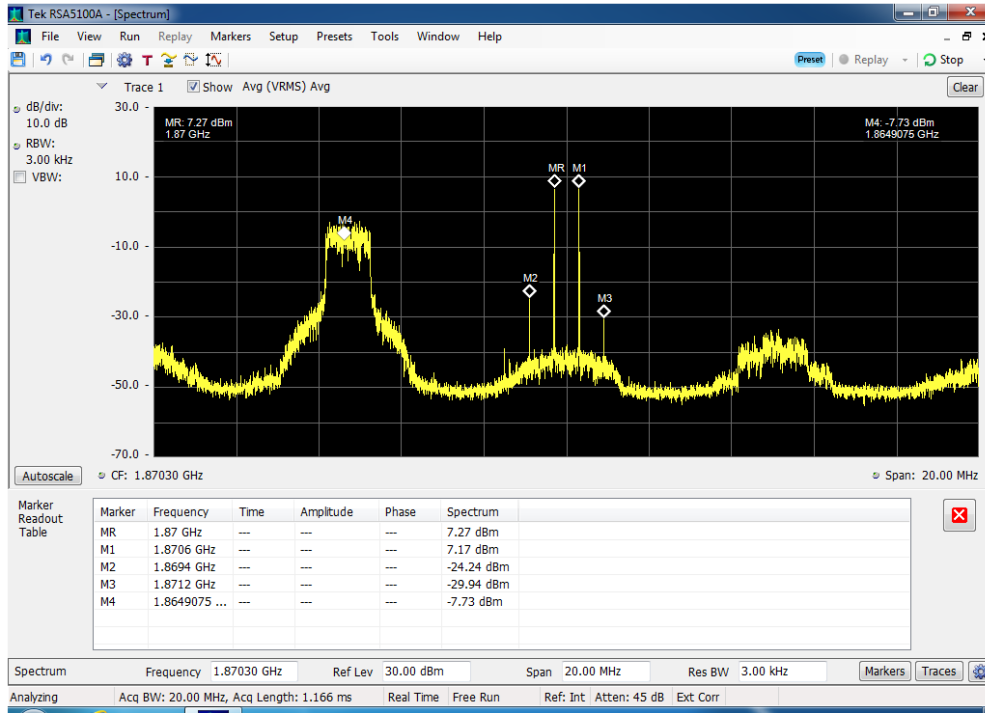 Tek RSA5100A - [Spectrum]
File View Run Replay Markers Setup Presets Tools Window Help
Preset Replay Stop
Trace 1 Show Avg (VRMS) Avg Clear
dB/div:
10.0 dB
RBW:
3.00 kHz
VBW:
30.0
10.0
-10.0
-30.0
-50.0
-70.0
MR: 7.27 dBm
1.87 GHz
M4: -7.73 dBm
1.8649075 GHz
MR M1
M4
M2
M3
Autoscale CF: 1.87030 GHz Span: 20.00 MHz
Marker
Readout
Table
Marker Frequency Time Amplitude Phase Spectrum
MR 1.87 GHz --- --- --- 7.27 dBm
M1 1.8706 GHz --- --- --- 7.17 dBm
M2 1.8694 GHz --- --- --- -24.24 dBm
M3 1.8712 GHz --- --- --- -29.94 dBm
M4 1.8649075 ... --- --- --- -7.73 dBm
Spectrum Frequency 1.87030 GHz Ref Lev 30.00 dBm Span 20.00 MHz Res BW 3.00 kHz Markers Traces
Analyzing Acq BW: 20.00 MHz, Acq Length: 1.166 ms Real Time Free Run Ref: Int Atten: 45 dB Ext Corr